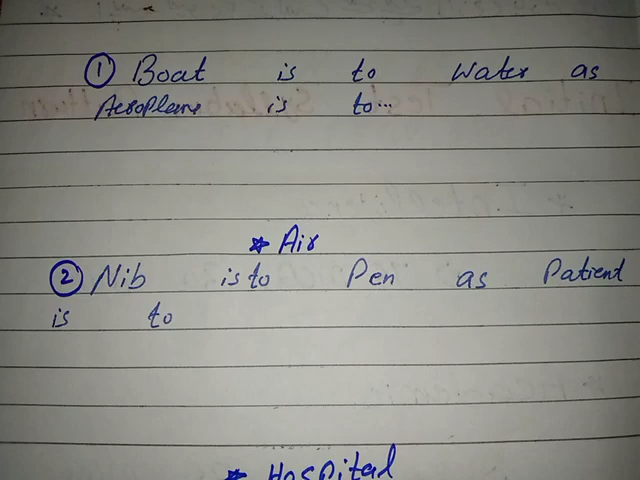 ① Boat is to Water as
Aeroplane is to...
* Air
② Nib is to Pen as Patient
is to
* Hospital